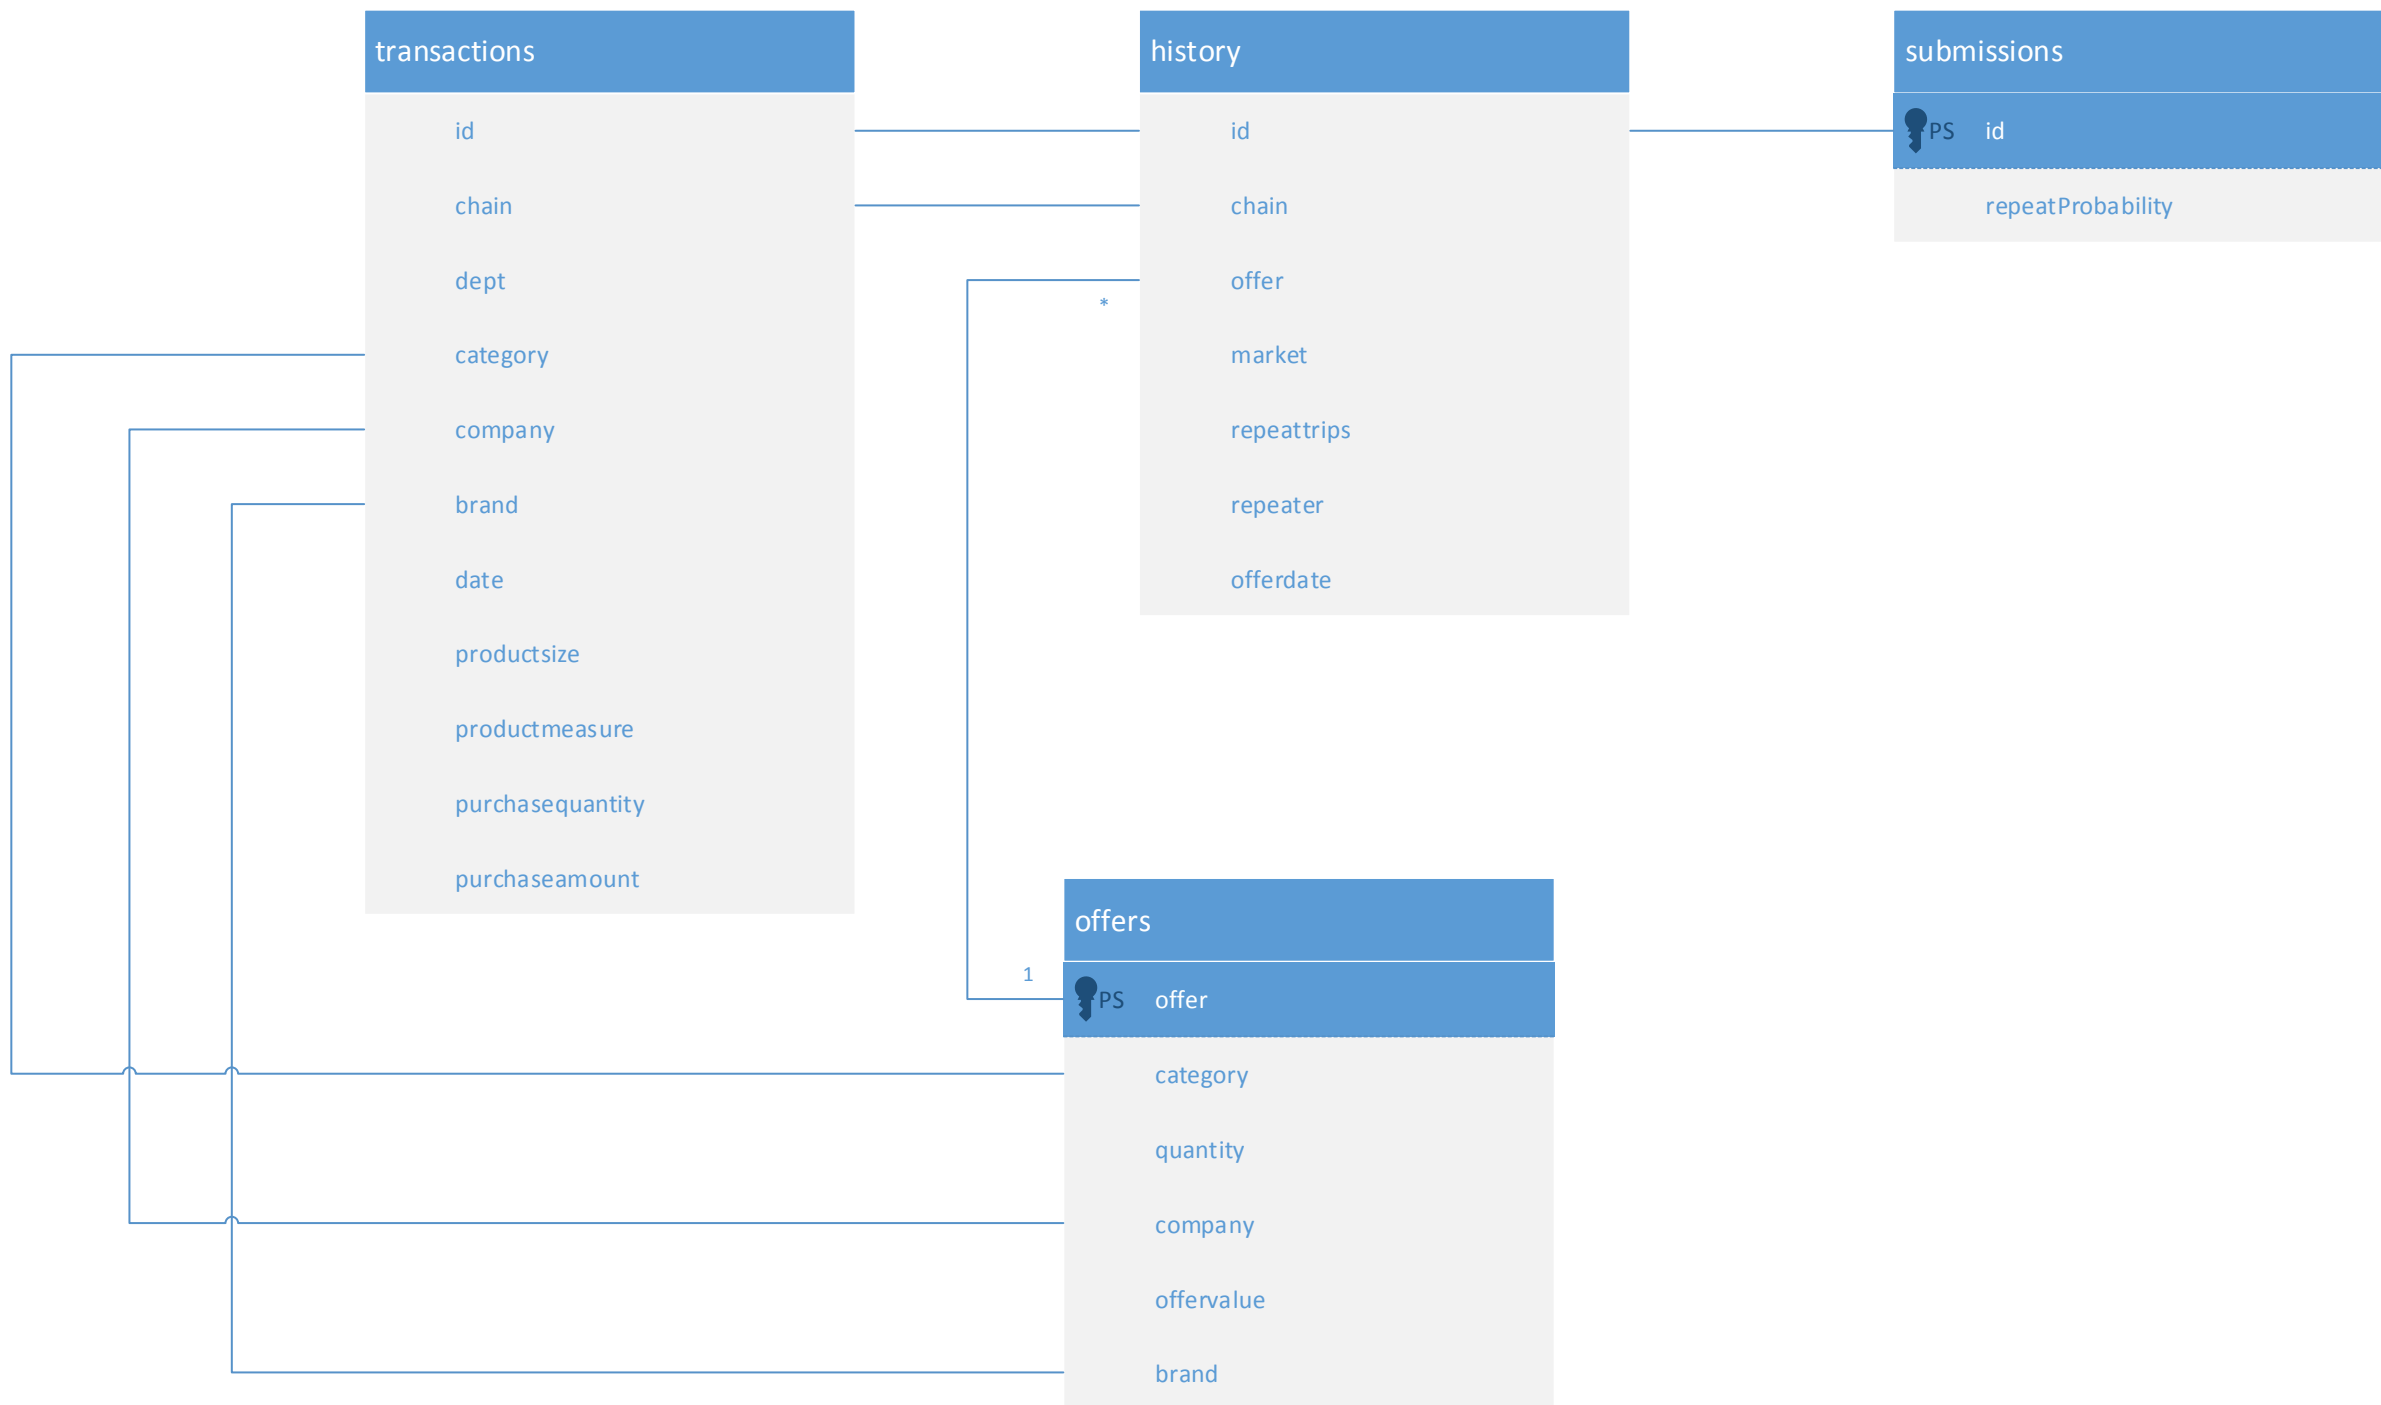 transactions
id
chain
dept
category
company
brand
date
productsize
productmeasure
purchasequantity
purchaseamount
history
id
chain
offer
market
repeattrips
repeater
offerdate
*
submissions
PS id
repeatProbability
offers
1
PS offer
category
quantity
company
offervalue
brand